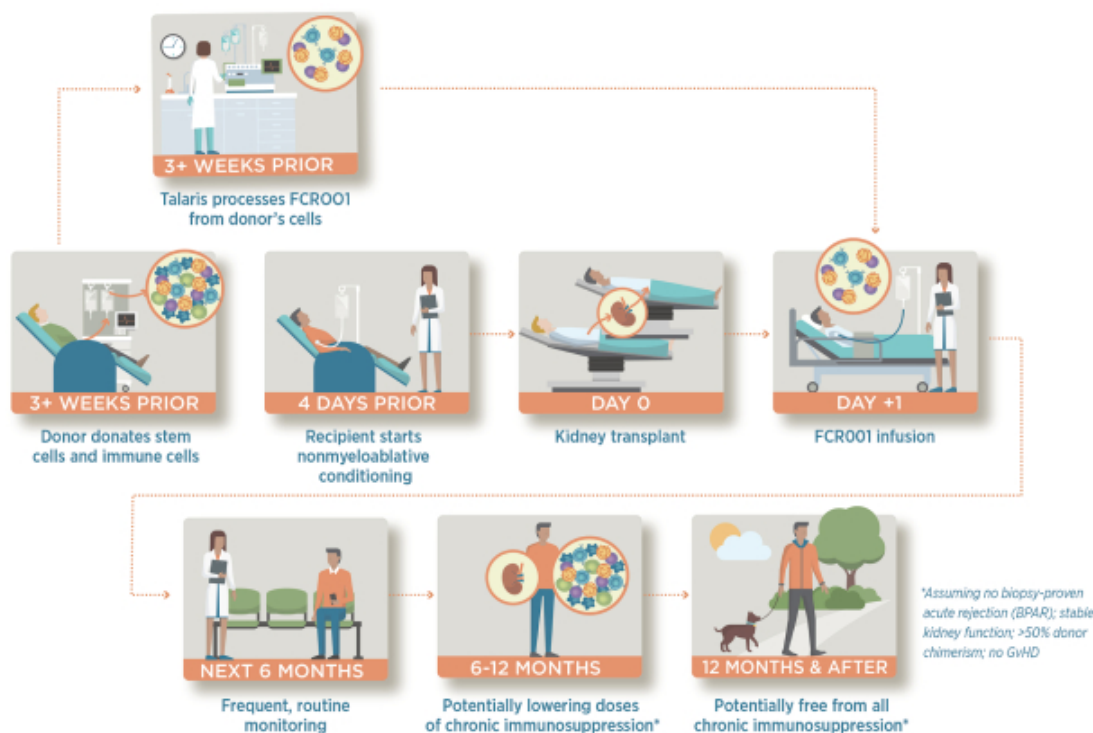 3+ WEEKS PRIOR
Talaris processes FCR001
from donor's cells
3+ WEEKS PRIOR
Donor donates stem
cells and immune cells
4 DAYS PRIOR
Recipient starts
nonmyeloablative
conditioning
DAY 0
Kidney transplant
DAY +1
FCR001 infusion
NEXT 6 MONTHS
Frequent, routine
monitoring
6-12 MONTHS
Potentially lowering doses
of chronic immunosuppression*
12 MONTHS & AFTER
Potentially free from all
chronic immunosuppression*
*Assuming no biopsy-proven
acute rejection (BPAR); stable
kidney function; >50% donor
chimerism; no GvHD